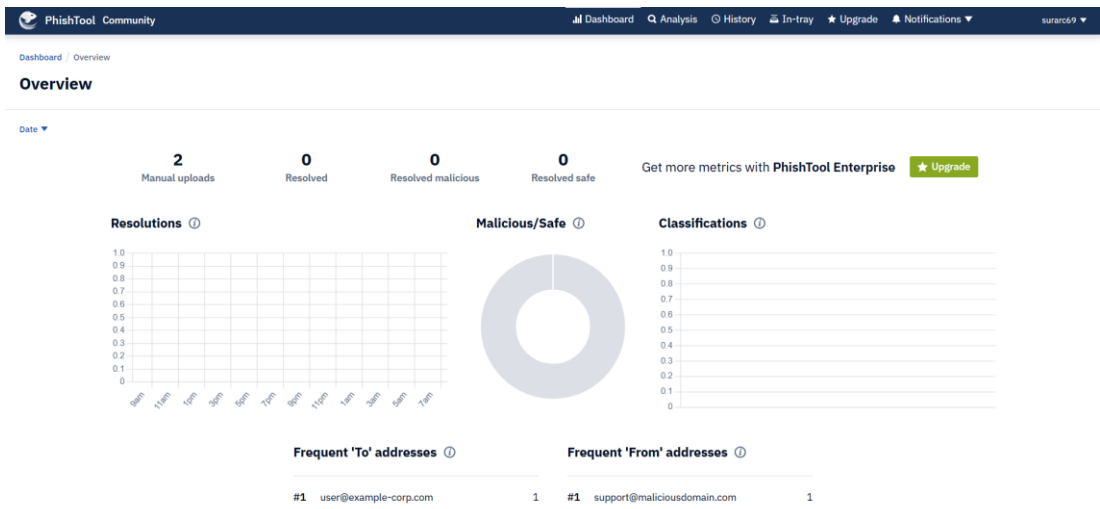 PhishTool Community
Dashboard Analysis History In-tray Upgrade Notifications ▼ surarc69 ▼
Dashboard / Overview
Overview
Date ▼
2 0 0 0
Manual uploads Resolved Resolved malicious Resolved safe
Get more metrics with PhishTool Enterprise Upgrade
Resolutions Malicious/Safe Classifications
1.0
0.9
0.8
0.7
0.6
0.5
0.4
0.3
0.2
0.1
0
9am 11am 1pm 3pm 5pm 7pm 9pm 11pm 1am 3am 5am 7am
1.0
0.9
0.8
0.7
0.6
0.5
0.4
0.3
0.2
0.1
0
Frequent 'To' addresses Frequent 'From' addresses
#1 user@example-corp.com 1 #1 support@maliciousdomain.com 1